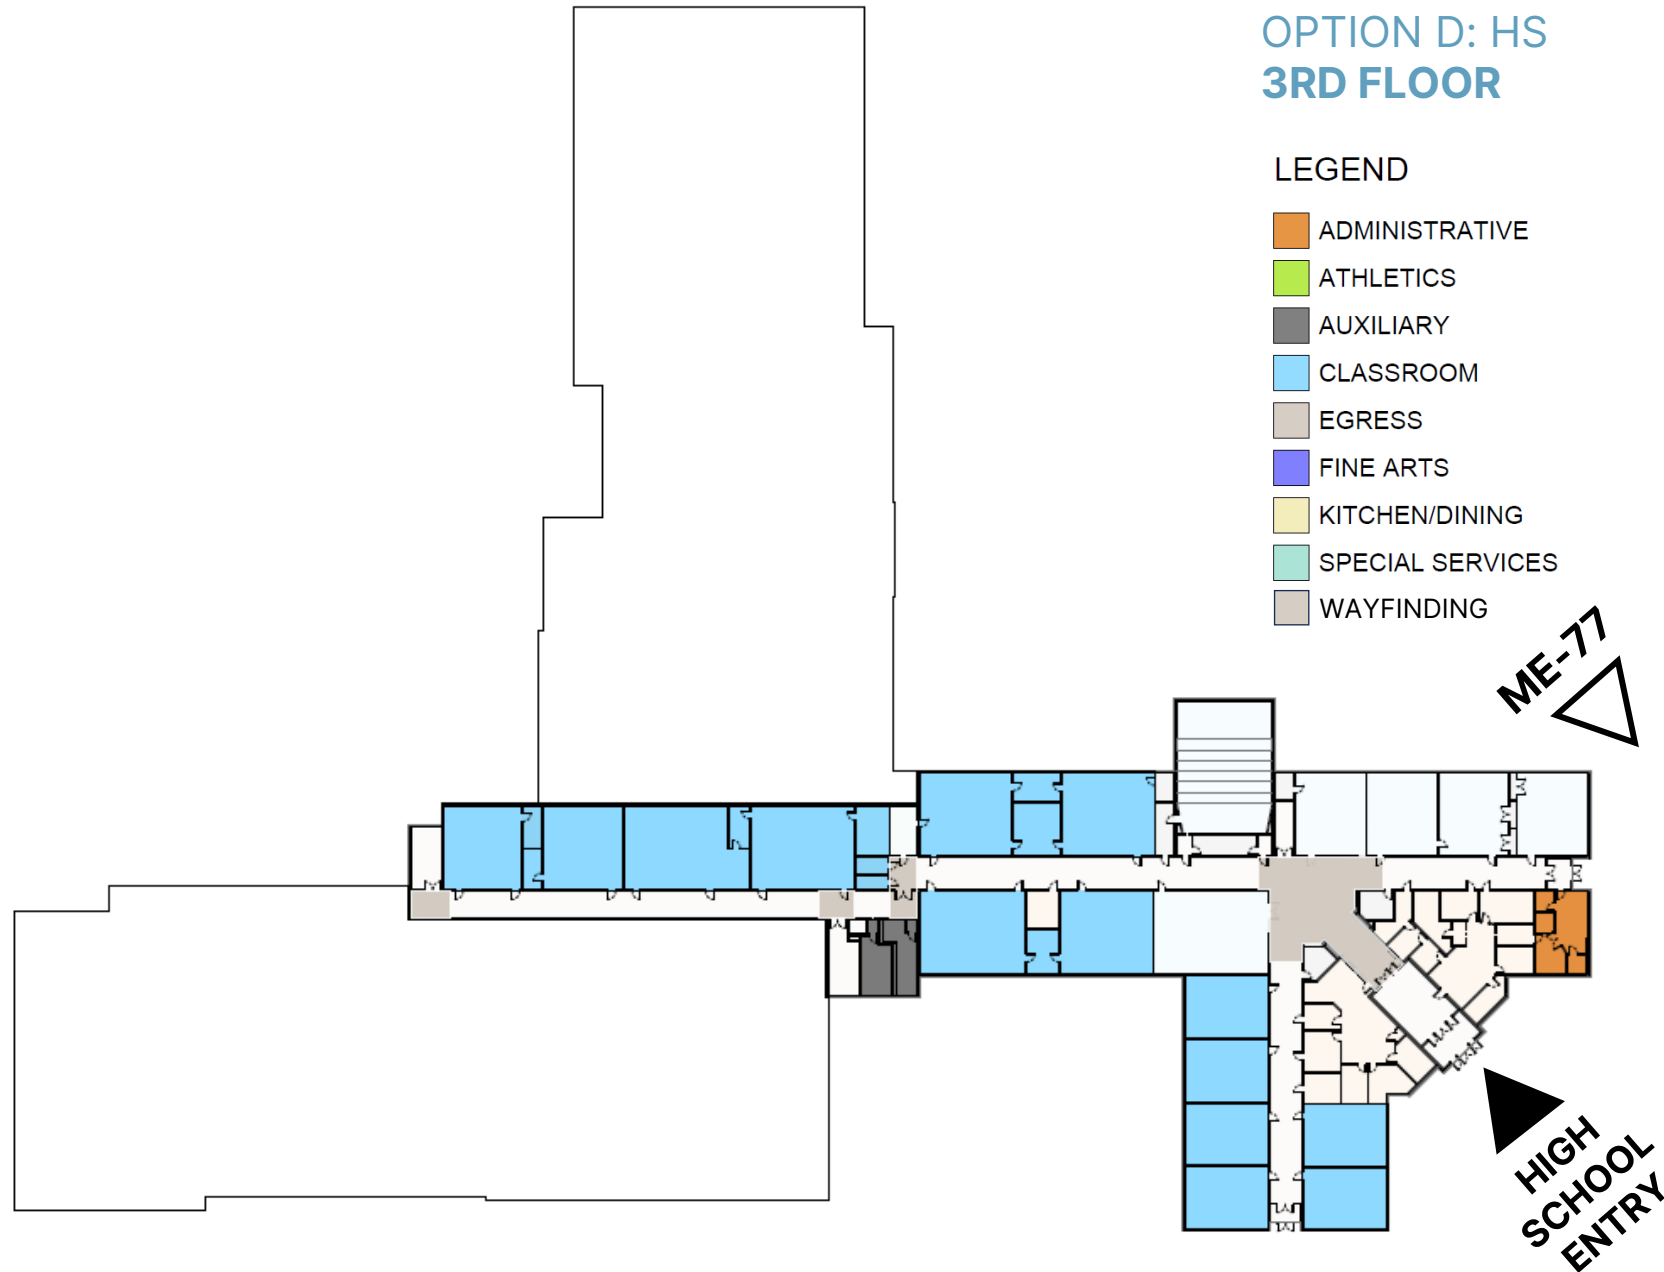 OPTION D: HS
3RD FLOOR
LEGEND
ADMINISTRATIVE
ATHLETICS
AUXILIARY
CLASSROOM
EGRESS
FINE ARTS
KITCHEN/DINING
SPECIAL SERVICES
WAYFINDING
ME-77
HIGH
SCHOOL
ENTRY